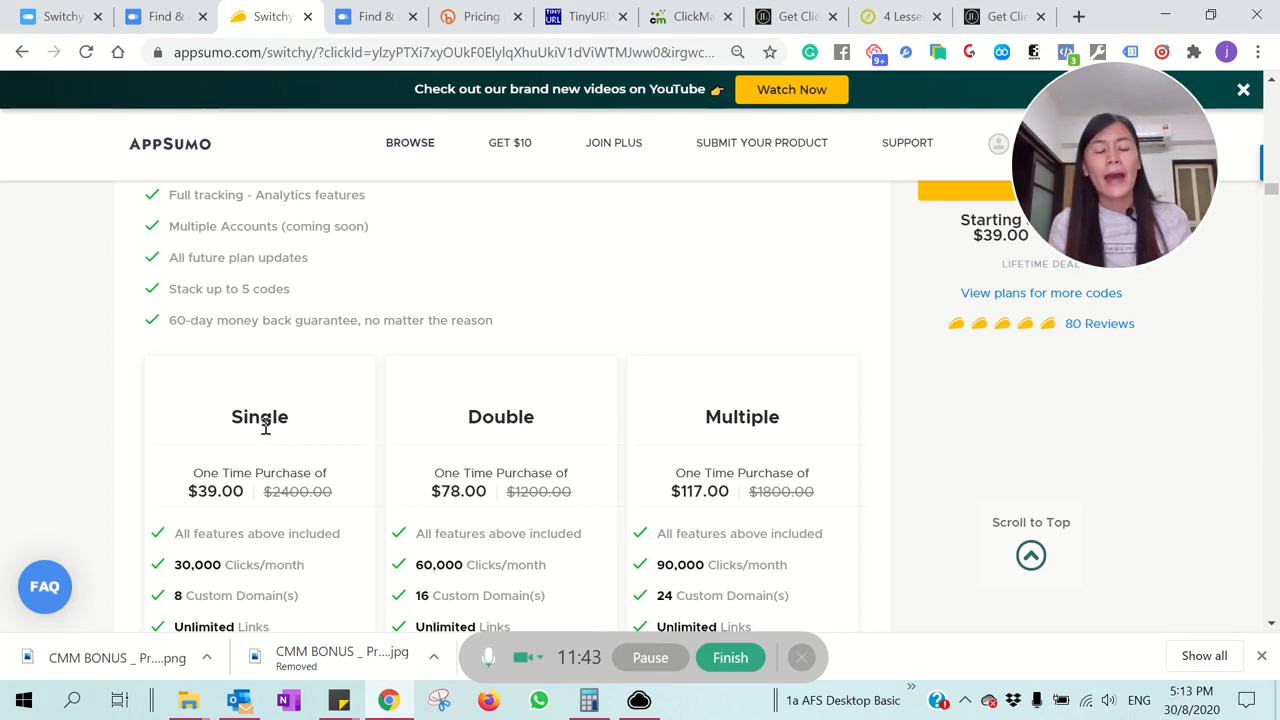 Switchy
Find &
Switchy
Find &
Pricing
TinyURL
ClickMa
Get Clie
4 Lesse
Get Clie
appsumo.com/switchy/?clickId=yIzyPTXi7xyOUkF0ElylqXhuUkiV1dViWTMJww0&irgwc...
9+
3
j
Check out our brand new videos on YouTube 👉
Watch Now
APPSUMO
BROWSE
GET $10
JOIN PLUS
SUBMIT YOUR PRODUCT
SUPPORT
Full tracking - Analytics features
Multiple Accounts (coming soon)
All future plan updates
Stack up to 5 codes
60-day money back guarantee, no matter the reason
Starting
$39.00
LIFETIME DEAL
View plans for more codes
80 Reviews
Single
One Time Purchase of
$39.00 $2400.00
All features above included
30,000 Clicks/month
8 Custom Domain(s)
Unlimited Links
Double
One Time Purchase of
$78.00 $1200.00
All features above included
60,000 Clicks/month
16 Custom Domain(s)
Unlimited Links
Multiple
One Time Purchase of
$117.00 $1800.00
All features above included
90,000 Clicks/month
24 Custom Domain(s)
Unlimited Links
Scroll to Top
FAQ
CMM BONUS _ Pr....png
CMM BONUS _ Pr....jpg
Removed
11:43
Pause
Finish
Show all
1a AFS Desktop Basic
ENG
5:13 PM
30/8/2020